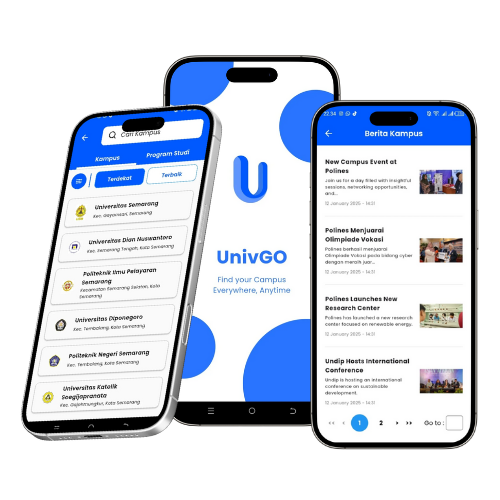 Cari Kampus
Kampus
Program Studi
Terdekat
Terbaik
Universitas Semarang
Kec. Gayamsari, Semarang
Universitas Dian Nuswantoro
Kec. Semarang Tengah, Kota Semarang
Politeknik Ilmu Pelayaran
Semarang
Kecamatan Semarang Selatan, Kota
Semarang
Universitas Diponegoro
Kec. Tembalang, Kota Semarang
Politeknik Negeri Semarang
Kec. Tembalang, Kota Semarang
Universitas Katolik
Soegijapranata
Kec. Gajahmungkur, Kota Semarang
UnivGO
Find your Campus
Everywhere, Anytime
22.34
Berita Kampus
New Campus Event at
Polines
Join us for a day filled with insightful
sessions, networking opportunities,
and...
12 January 2025 - 14:21
Polines Menjuarai
Olimpiade Vokasi
Polines berhasil menjuarai
Olimpiade Vokasi pada bidang cyber
dengan meraih juar...
12 January 2025 - 14:21
Polines Launches New
Research Center
Polines has launched a new research
center focused on renewable energy.
12 January 2025 - 14:21
Undip Hosts International
Conference
Undip is hosting an international
conference on sustainable
development.
12 January 2025 - 14:21
<< < 1 2 > >> Go to :